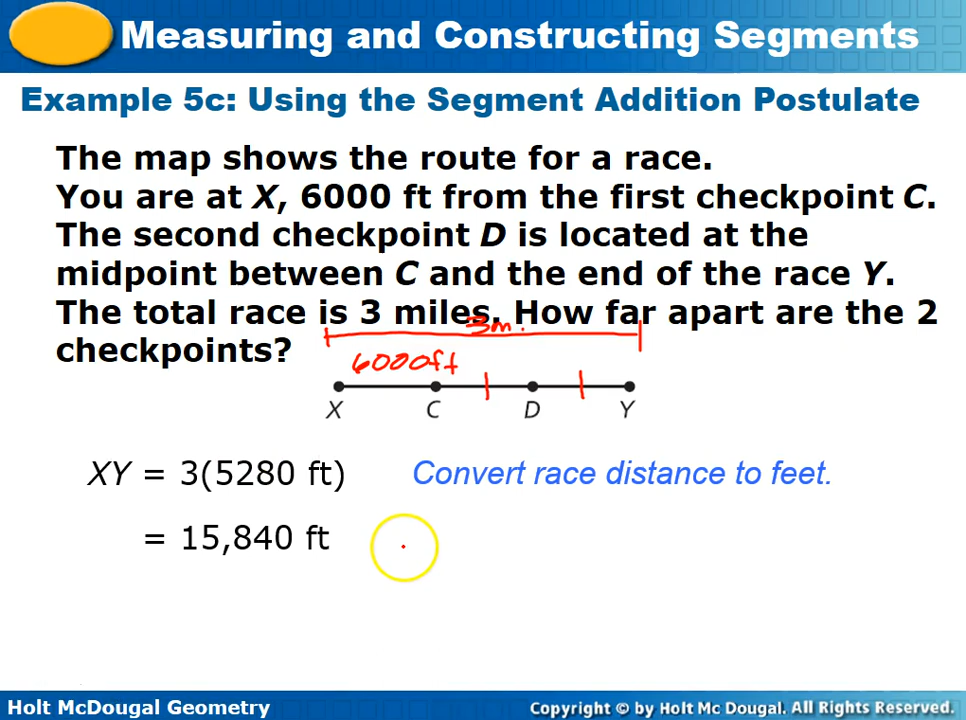 Measuring and Constructing Segments
Example 5c: Using the Segment Addition Postulate
The map shows the route for a race.
You are at X, 6000 ft from the first checkpoint C.
The second checkpoint D is located at the
midpoint between C and the end of the race Y.
The total race is 3 miles. How far apart are the 2
checkpoints?
3m.
6000ft
X C D Y
XY = 3(5280 ft) Convert race distance to feet.
= 15,840 ft
Holt McDougal Geometry Copyright © by Holt Mc Dougal. All Rights Reserved.